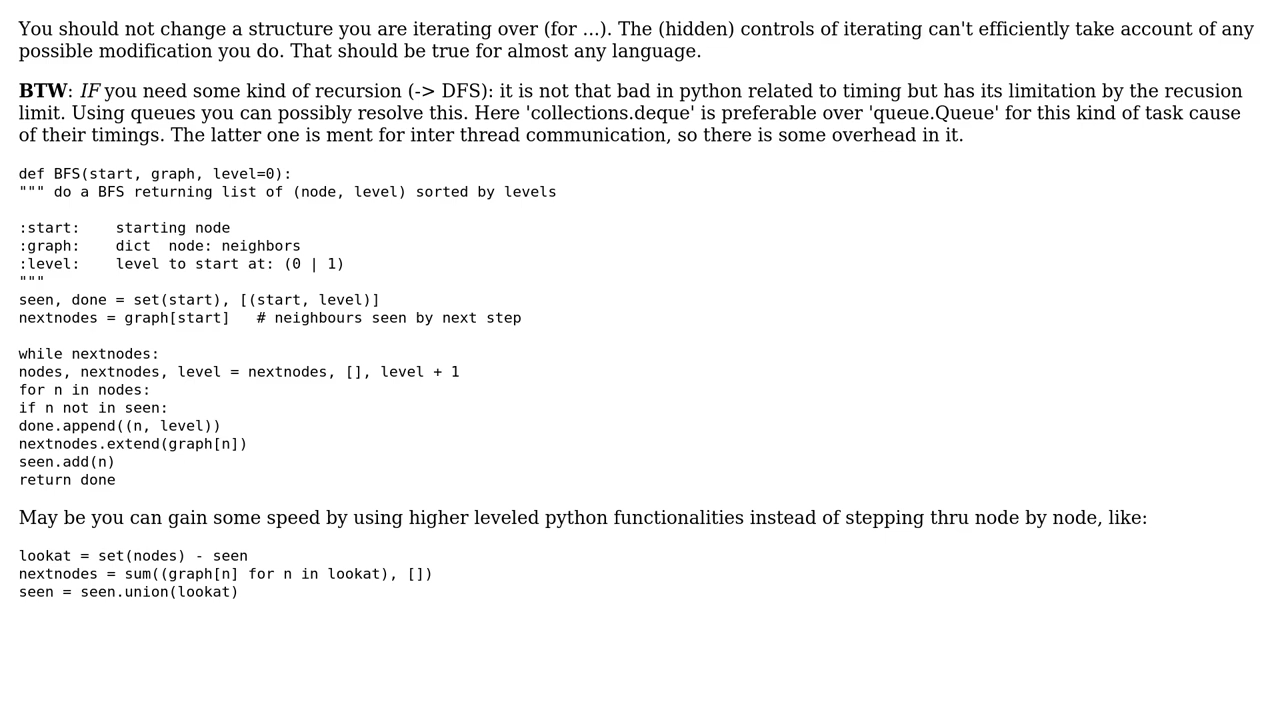 You should not change a structure you are iterating over (for ...). The (hidden) controls of iterating can't efficiently take account of any
possible modification you do. That should be true for almost any language.
BTW: IF you need some kind of recursion (-> DFS): it is not that bad in python related to timing but has its limitation by the recusion
limit. Using queues you can possibly resolve this. Here 'collections.deque' is preferable over 'queue.Queue' for this kind of task cause
of their timings. The latter one is ment for inter thread communication, so there is some overhead in it.
def BFS(start, graph, level=0):
""" do a BFS returning list of (node, level) sorted by levels
:start:    starting node
:graph:    dict  node: neighbors
:level:    level to start at: (0 | 1)
"""
seen, done = set(start), [(start, level)]
nextnodes = graph[start]   # neighbours seen by next step
while nextnodes:
nodes, nextnodes, level = nextnodes, [], level + 1
for n in nodes:
if n not in seen:
done.append((n, level))
nextnodes.extend(graph[n])
seen.add(n)
return done
May be you can gain some speed by using higher leveled python functionalities instead of stepping thru node by node, like:
lookat = set(nodes) - seen
nextnodes = sum((graph[n] for n in lookat), [])
seen = seen.union(lookat)